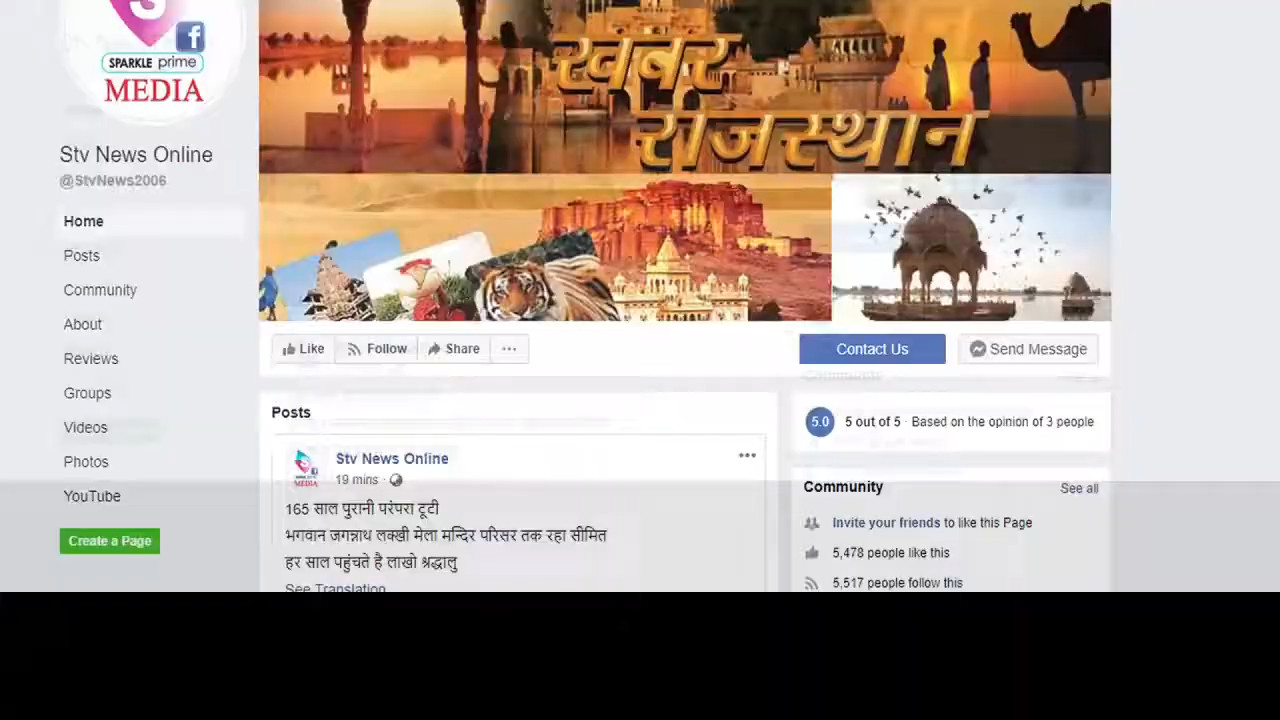 SPARKLE prime
MEDIA
खबर
राजस्थान
Stv News Online
@StvNews2006
Home
Posts
Community
About
Reviews
Groups
Videos
Photos
YouTube
Create a Page
Like
Follow
Share
Contact Us
Send Message
Posts
Stv News Online
19 mins
165 साल पुरानी परंपरा टूटी
भगवान जगन्नाथ लक्खी मेला मन्दिर परिसर तक रहा सीमित
हर साल पहुंचते है लाखो श्रद्धालु
See Translation
5.0 5 out of 5 · Based on the opinion of 3 people
Community
See all
Invite your friends to like this Page
5,478 people like this
5,517 people follow this